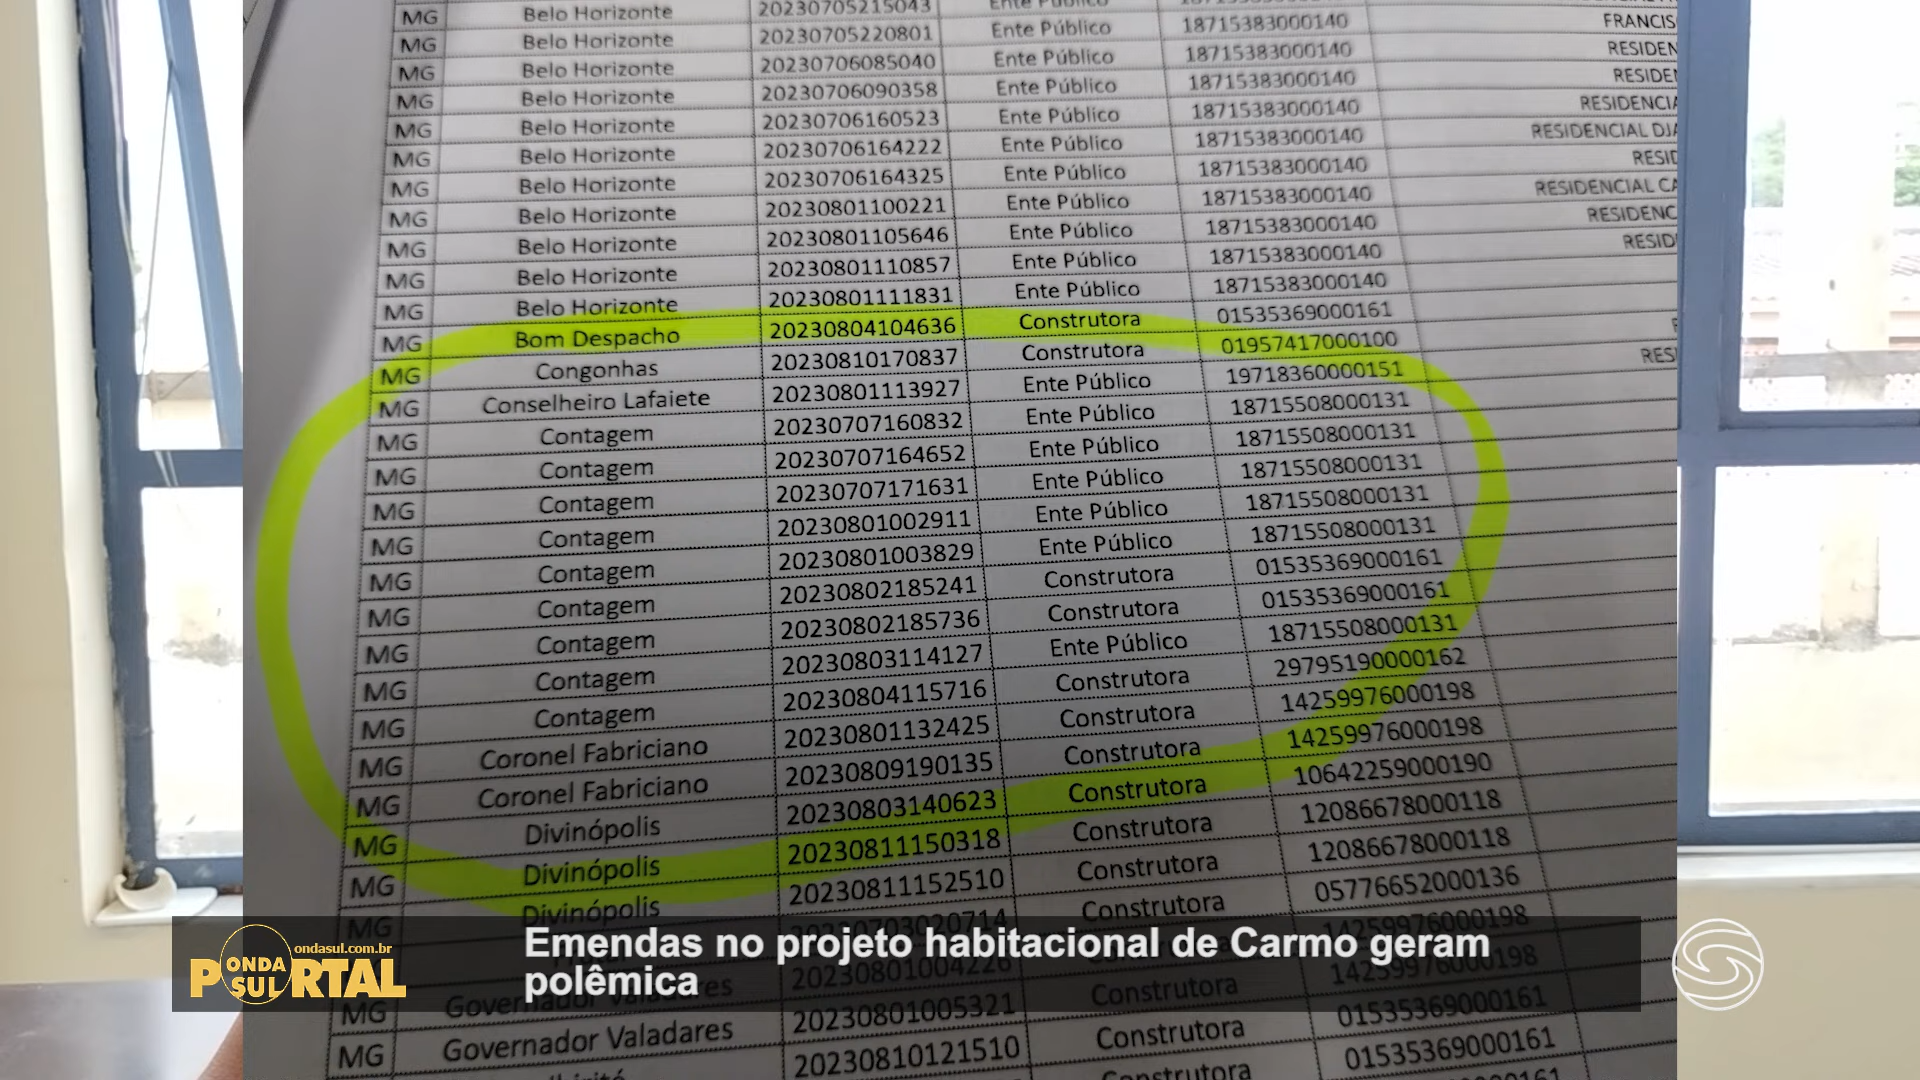 MG Belo Horizonte 20230705215043 Ente Público
MG Belo Horizonte 20230705220801 Ente Público 18715383000140 FRANCIS
MG Belo Horizonte 20230706085040 Ente Público 18715383000140 RESIDEN
MG Belo Horizonte 20230706090358 Ente Público 18715383000140 RESIDE
MG Belo Horizonte 20230706160523 Ente Público 18715383000140 RESIDENCIA
MG Belo Horizonte 20230706164222 Ente Público 18715383000140 RESIDENCIAL DJA
MG Belo Horizonte 20230706164325 Ente Público 18715383000140 RESID
MG Belo Horizonte 20230801100221 Ente Público 18715383000140 RESIDENCIAL CA
MG Belo Horizonte 20230801105646 Ente Público 18715383000140 RESIDENC
MG Belo Horizonte 20230801110857 Ente Público 18715383000140 RESID
MG Belo Horizonte 20230801111831 Ente Público 18715383000140
MG Bom Despacho 20230804104636 Construtora 01535369000161
MG Congonhas 20230810170837 Construtora 01957417000100
MG Conselheiro Lafaiete 20230801113927 Ente Público 19718360000151 RES
MG Contagem 20230707160832 Ente Público 18715508000131
MG Contagem 20230707164652 Ente Público 18715508000131
MG Contagem 20230707171631 Ente Público 18715508000131
MG Contagem 20230801002911 Ente Público 18715508000131
MG Contagem 20230801003829 Ente Público 18715508000131
MG Contagem 20230802185241 Construtora 01535369000161
MG Contagem 20230802185736 Construtora 01535369000161
MG Contagem 20230803114127 Ente Público 18715508000131
MG Contagem 20230804115716 Construtora 29795190000162
MG Coronel Fabriciano 20230801132425 Construtora 14259976000198
MG Coronel Fabriciano 20230809190135 Construtora 14259976000198
MG Divinópolis 20230803140623 Construtora 10642259000190
MG Divinópolis 20230811150318 Construtora 12086678000118
MG Divinópolis 20230811152510 Construtora 12086678000118
20230703020714 Construtora 05776652000136
14259976000198
MG Governador Valadares 20230801004226 Construtora 14259976000198
MG Governador Valadares 20230801005321 Construtora 01535369000161
20230810121510 Construtora 01535369000161
ondasul.com.br
PORTAL
ONDA
SUL
Emendas no projeto habitacional de Carmo geram
polêmica